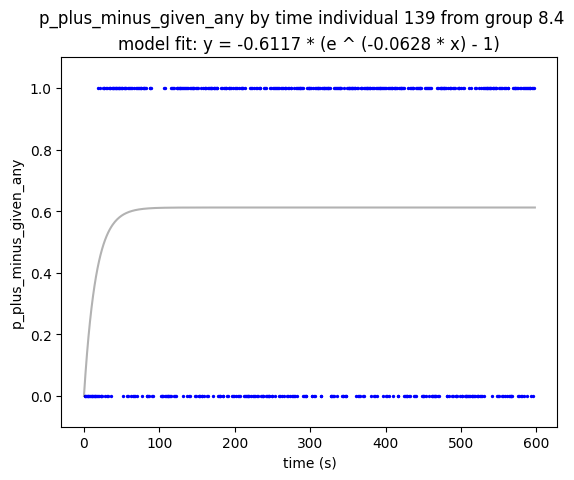 p_plus_minus_given_any by time individual 139 from group 8.4
model fit: y = -0.6117 * (e ^ (-0.0628 * x) - 1)
p_plus_minus_given_any
1.0
0.8
0.6
0.4
0.2
0.0
0 100 200 300 400 500 600
time (s)